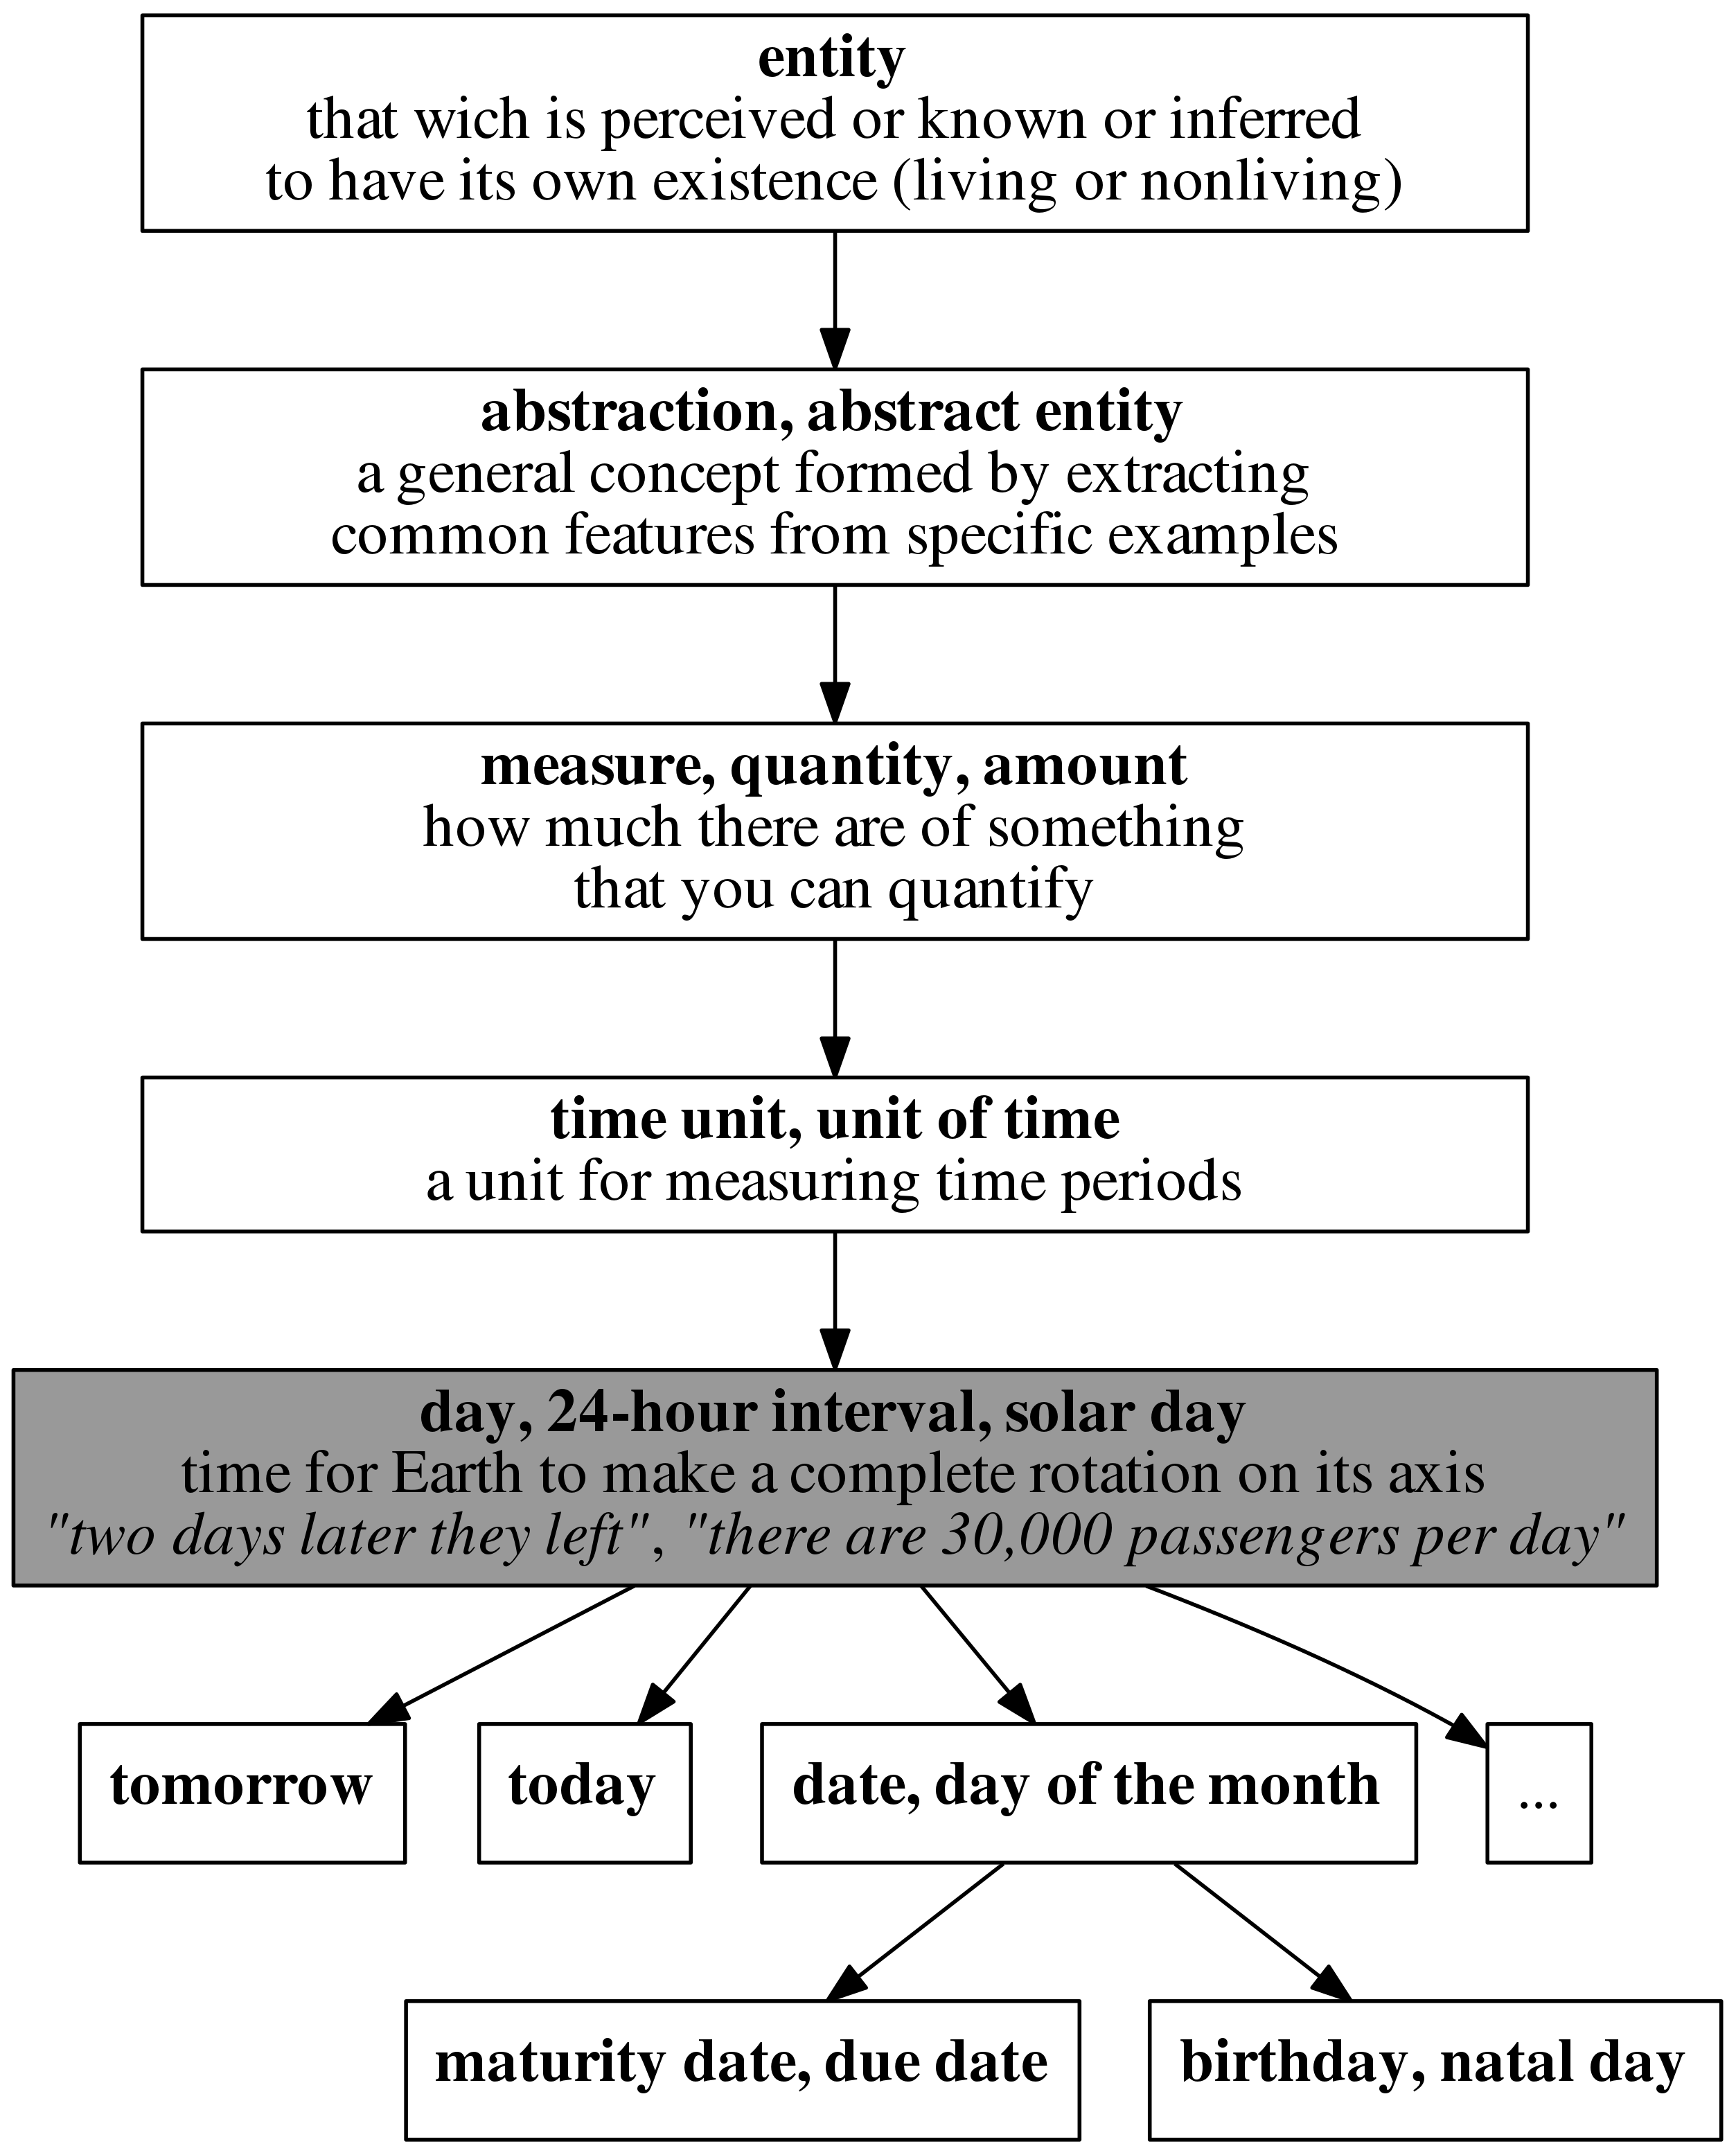 entity
that wich is perceived or known or inferred
to have its own existence (living or nonliving)
abstraction, abstract entity
a general concept formed by extracting
common features from specific examples
measure, quantity, amount
how much there are of something
that you can quantify
time unit, unit of time
a unit for measuring time periods
day, 24-hour interval, solar day
time for Earth to make a complete rotation on its axis
"two days later they left", "there are 30,000 passengers per day"
tomorrow
today
date, day of the month
...
maturity date, due date
birthday, natal day